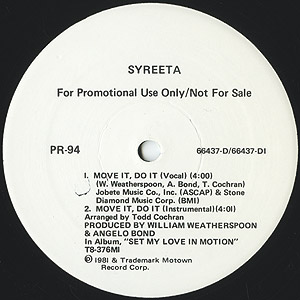 SYREETA
For Promotional Use Only/Not For Sale
PR-94
66437-D/66437-DI
1. MOVE IT, DO IT (Vocal) (4:00)
(W. Weatherspoon, A. Bond, T. Cochran)
Jobete Music Co., Inc. (ASCAP) & Stone
Diamond Music Corp. (BMI)
2. MOVE IT, DO IT (Instrumental)(4:0l)
Arranged by Todd Cochran
PRODUCED BY WILLIAM WEATHERSPOON
& ANGELO BOND
In Album, "SET MY LOVE IN MOTION"
T8-376MI
℗1981 & Trademark Motown
Record Corp.